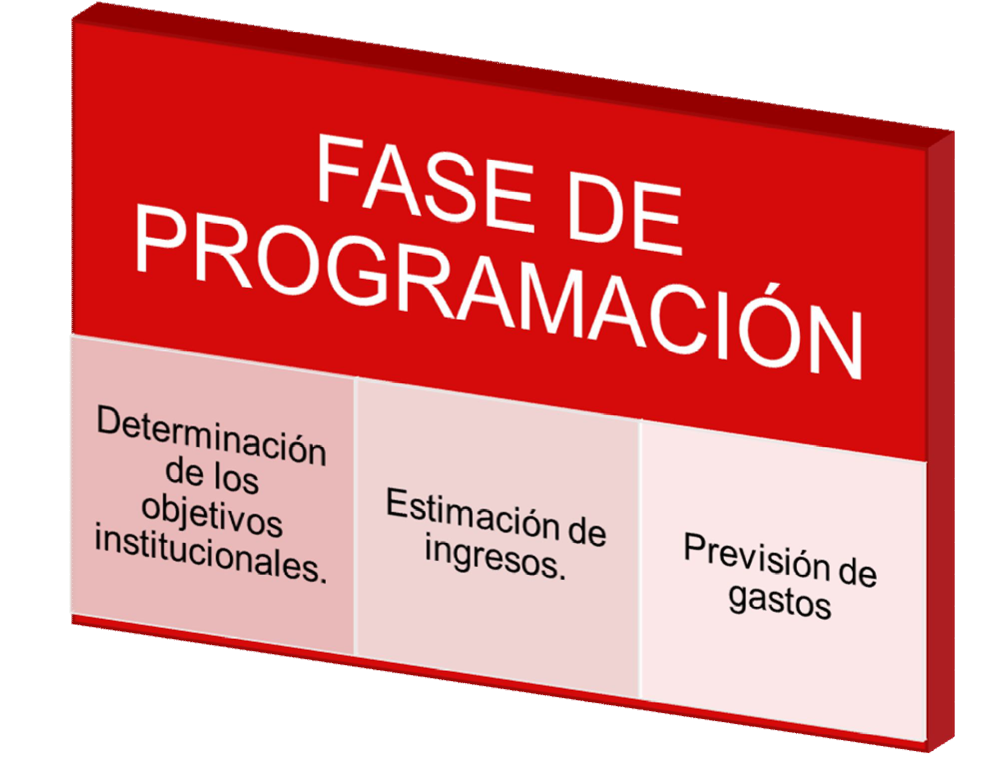 FASE DE
PROGRAMACIÓN
Determinación
de los
objetivos
institucionales.
Estimación de
ingresos.
Previsión de
gastos